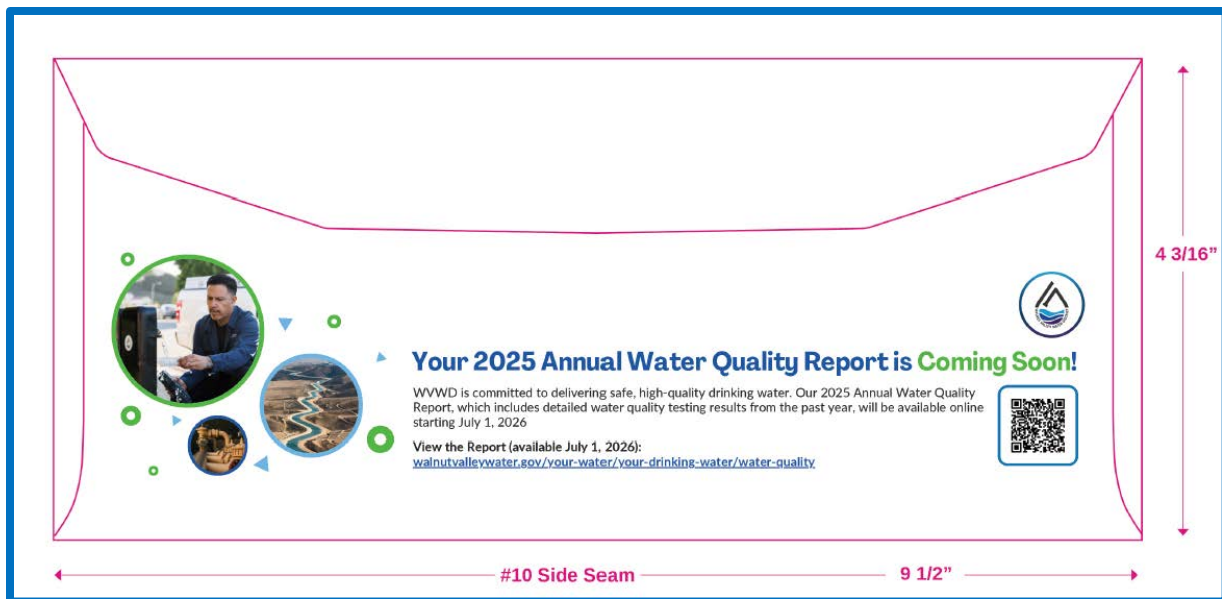 4 3/16”
Your 2025 Annual Water Quality Report is Coming Soon!
WVWD is committed to delivering safe, high-quality drinking water. Our 2025 Annual Water Quality
Report, which includes detailed water quality testing results from the past year, will be available online
starting July 1, 2026
View the Report (available July 1, 2026):
walnutvalleywater.gov/your-water/your-drinking-water/water-quality
#10 Side Seam
9 1/2”